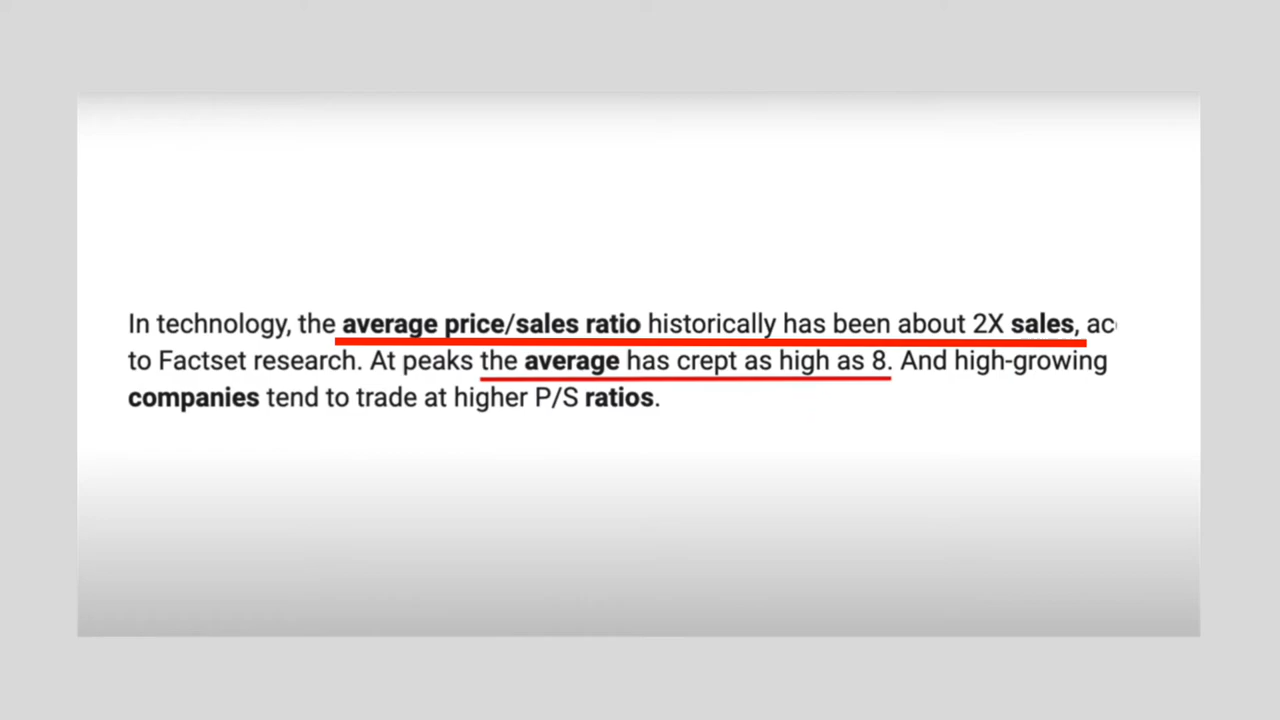 In technology, the average price/sales ratio historically has been about 2X sales,
to Factset research. At peaks the average has crept as high as 8. And high-growing
companies tend to trade at higher P/S ratios.